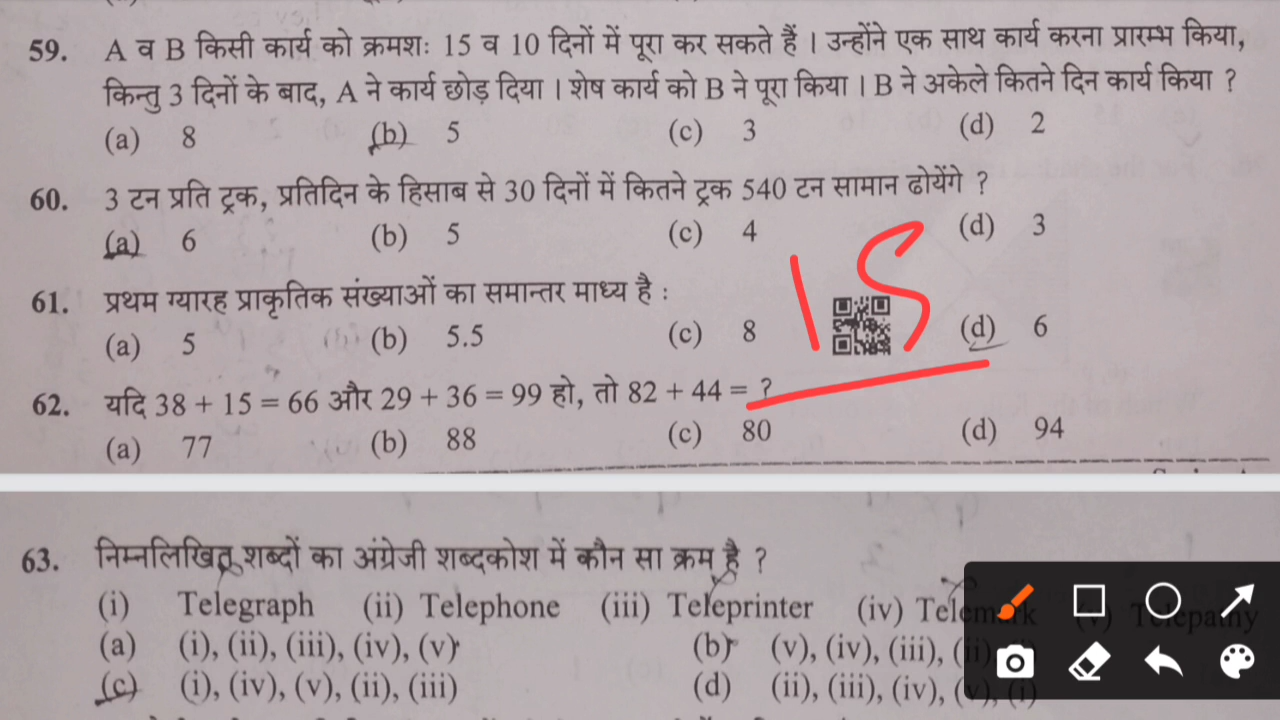 59. A व B किसी कार्य को क्रमशः 15 व 10 दिनों में पूरा कर सकते हैं । उन्होंने एक साथ कार्य करना प्रारम्भ किया,
किन्तु 3 दिनों के बाद, A ने कार्य छोड़ दिया । शेष कार्य को B ने पूरा किया । B ने अकेले कितने दिन कार्य किया ?
(a) 8 (b) 5 (c) 3 (d) 2
60. 3 टन प्रति ट्रक, प्रतिदिन के हिसाब से 30 दिनों में कितने ट्रक 540 टन सामान ढोयेंगे ?
(a) 6 (b) 5 (c) 4 (d) 3
61. प्रथम ग्यारह प्राकृतिक संख्याओं का समान्तर माध्य है :
(a) 5 (b) 5.5 (c) 8 (d) 6
15
62. यदि 38 + 15 = 66 और 29 + 36 = 99 हो, तो 82 + 44 = ?
(a) 77 (b) 88 (c) 80 (d) 94
63. निम्नलिखित शब्दों का अंग्रेजी शब्दकोश में कौन सा क्रम है ?
(i) Telegraph (ii) Telephone (iii) Teleprinter (iv) Telemark (v) Telepathy
(a) (i), (ii), (iii), (iv), (v)
(b) (v), (iv), (iii), (ii), (i)
(c) (i), (iv), (v), (ii), (iii)
(d) (ii), (iii), (iv), (v), (i)